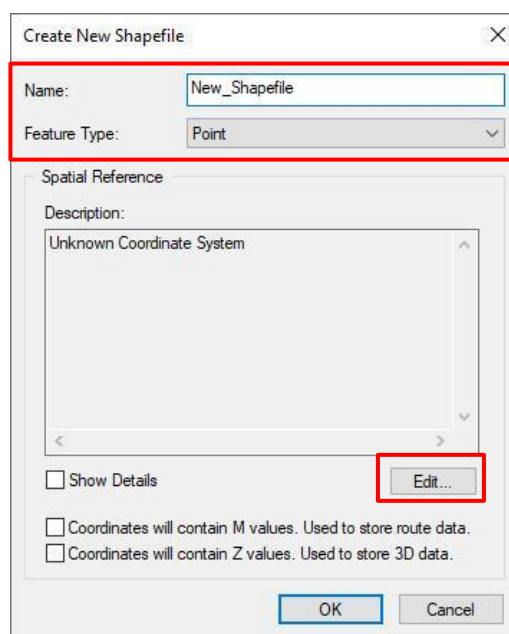 Create New Shapefile
Name: New_Shapefile
Feature Type: Point
Spatial Reference
Description:
Unknown Coordinate System
Show Details Edit...
Coordinates will contain M values. Used to store route data.
Coordinates will contain Z values. Used to store 3D data.
OK Cancel